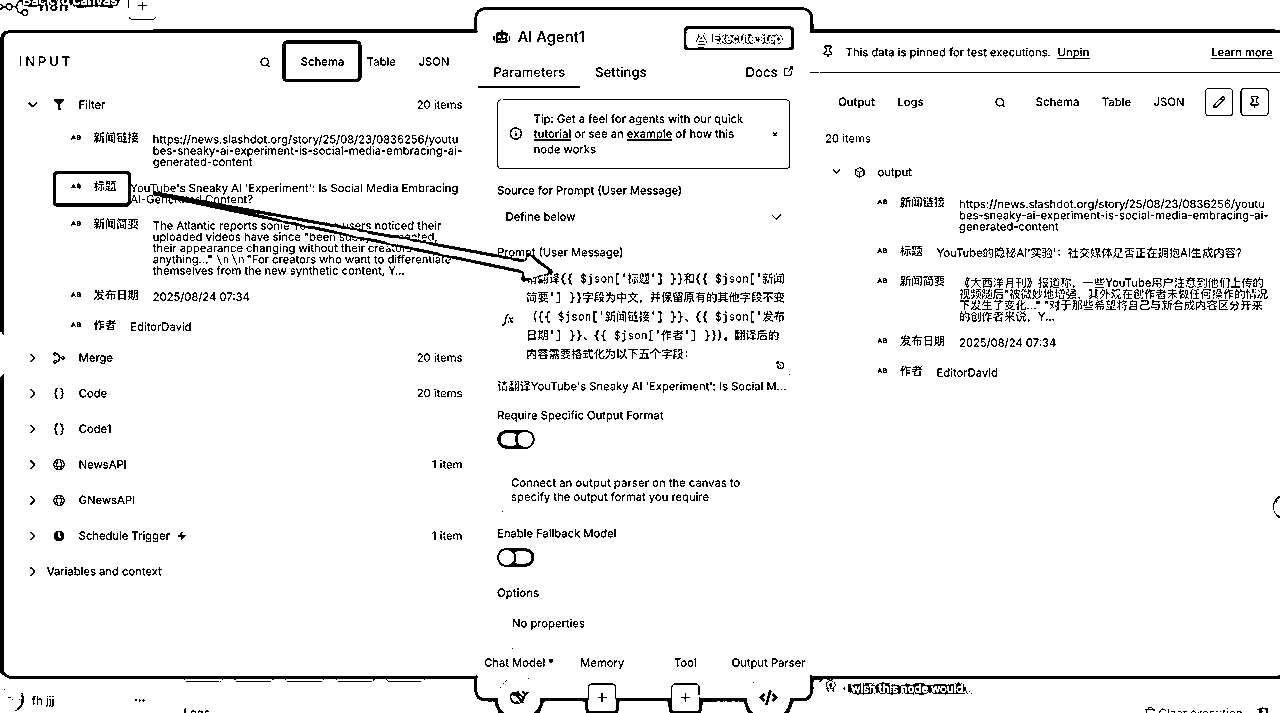 INPUT
Schema
Table
JSON
Filter
20 items
新闻链接
https://news.slashdot.org/story/25/08/23/0836256/youtu
bes-sneaky-ai-experiment-is-social-media-embracing-ai-
generated-content
标题
YouTube's Sneaky AI 'Experiment': Is Social Media Embracing
AI-Generated Content?
新闻简要
The Atlantic reports some users noticed their
uploaded videos have since "been
their appearance changing without their creators
anything..." \n \n "For creators who want to differentiate
themselves from the new synthetic content, Y...
发布日期
2025/08/24 07:34
作者
EditorDavid
Merge
20 items
Code
20 items
Code1
NewsAPI
1 item
GNewsAPI
Schedule Trigger
1 item
Variables and context
fh jjj
AI Agent1
Execute step
Parameters
Settings
Docs
Tip: Get a feel for agents with our quick
tutorial or see an example of how this
node works
Source for Prompt (User Message)
Define below
Prompt (User Message)
请翻译{{ $json['标题'] }}和{{ $json['新闻
简要'] }}字段为中文，并保留原有的其他字段不变
({{ $json['新闻链接'] }}、{{ $json['发布
日期'] }}、{{ $json['作者'] }})。翻译后的
内容需要格式化为以下五个字段：
fx
请翻译YouTube's Sneaky AI 'Experiment': Is Social M...
Require Specific Output Format
Connect an output parser on the canvas to
specify the output format you require
Enable Fallback Model
Options
No properties
Chat Model *
Memory
Tool
Output Parser
This data is pinned for test executions. Unpin
Learn more
Output
Logs
Schema
Table
JSON
20 items
output
新闻链接
https://news.slashdot.org/story/25/08/23/0836256/youtu
bes-sneaky-ai-experiment-is-social-media-embracing-ai-
generated-content
标题
YouTube的隐秘AI'实验'：社交媒体是否正在拥抱AI生成内容？
新闻简要
《大西洋月刊》报道称，一些YouTube用户注意到他们上传的
视频随后"被微妙地增强，其外观在创作者未做任何操作的情况
下发生了变化..." "对于那些希望将自己与新合成内容区分开来
的创作者来说，Y...
发布日期
2025/08/24 07:34
作者
EditorDavid
I wish this node would...